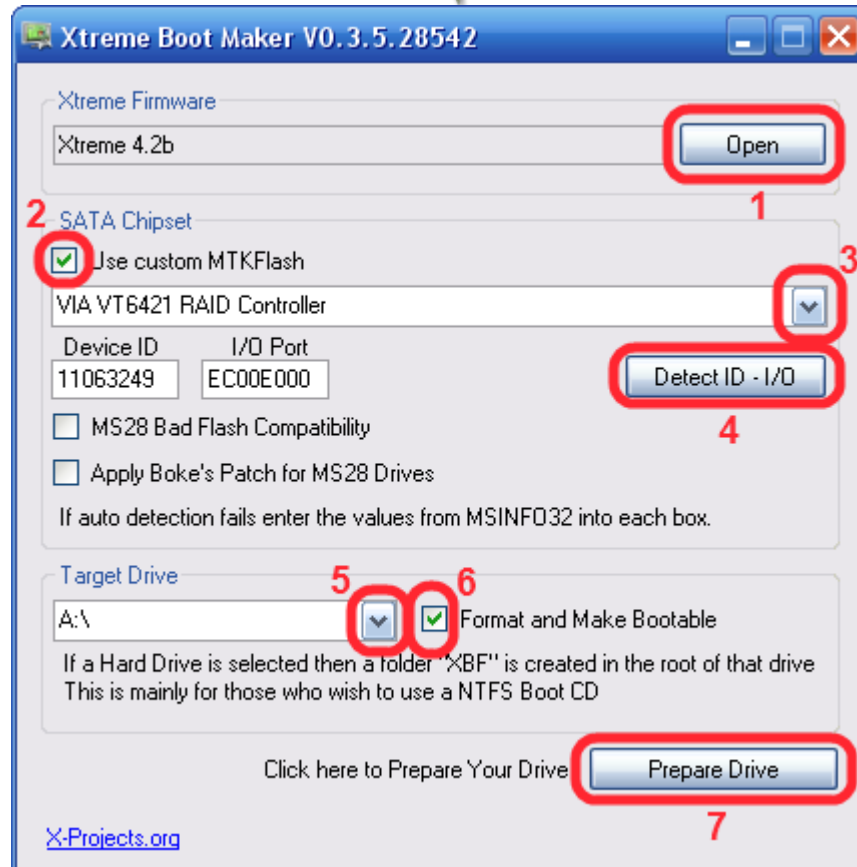 Xtreme Boot Maker V0.3.5.28542
Xtreme Firmware
Xtreme 4.2b
Open
1
SATA Chipset
2
Use custom MTKFlash
3
VIA VT6421 RAID Controller
Device ID I/O Port
11063249 EC00E000 Detect ID - I/O
4
MS28 Bad Flash Compatibility
Apply Boke's Patch for MS28 Drives
If auto detection fails enter the values from MSINFO32 into each box.
Target Drive
5 6
A:\ Format and Make Bootable
If a Hard Drive is selected then a folder "XBF" is created in the root of that drive
This is mainly for those who wish to use a NTFS Boot CD
Click here to Prepare Your Drive Prepare Drive
7
X-Projects.org